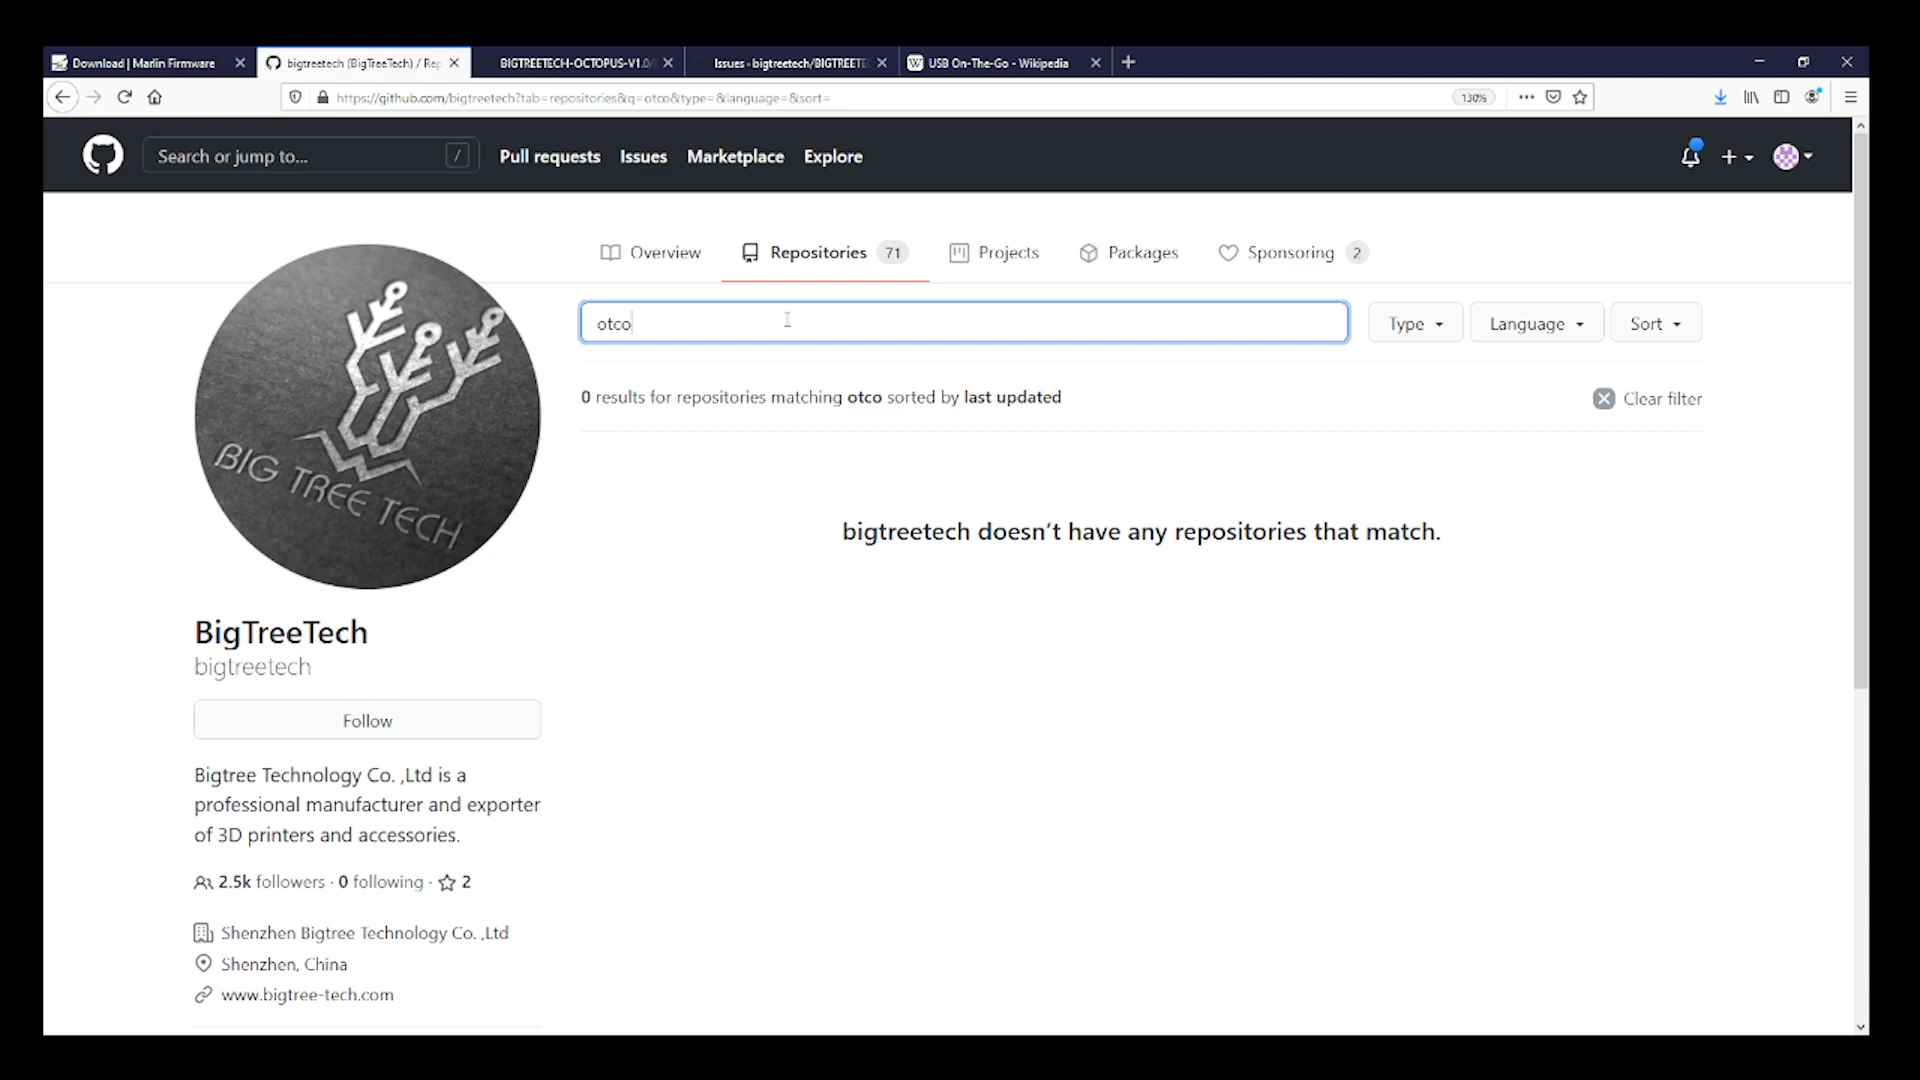 Download | Marlin Firmware
bigtreetech (BigTreeTech) / Rep
BIGTREETECH-OCTOPUS-V1.0/
Issues · bigtreetech/BIGTREETE
W USB On-The-Go - Wikipedia
https://github.com/bigtreetech?tab=repositories&q=otco&type=&language=&sort=
130%
Search or jump to...
/
Pull requests
Issues
Marketplace
Explore
Overview
Repositories 71
Projects
Packages
Sponsoring 2
otco
Type
Language
Sort
0 results for repositories matching otco sorted by last updated
Clear filter
bigtreetech doesn't have any repositories that match.
BIG TREE TECH
BigTreeTech
bigtreetech
Follow
Bigtree Technology Co. ,Ltd is a
professional manufacturer and exporter
of 3D printers and accessories.
2.5k followers · 0 following · 2
Shenzhen Bigtree Technology Co. ,Ltd
Shenzhen, China
www.bigtree-tech.com